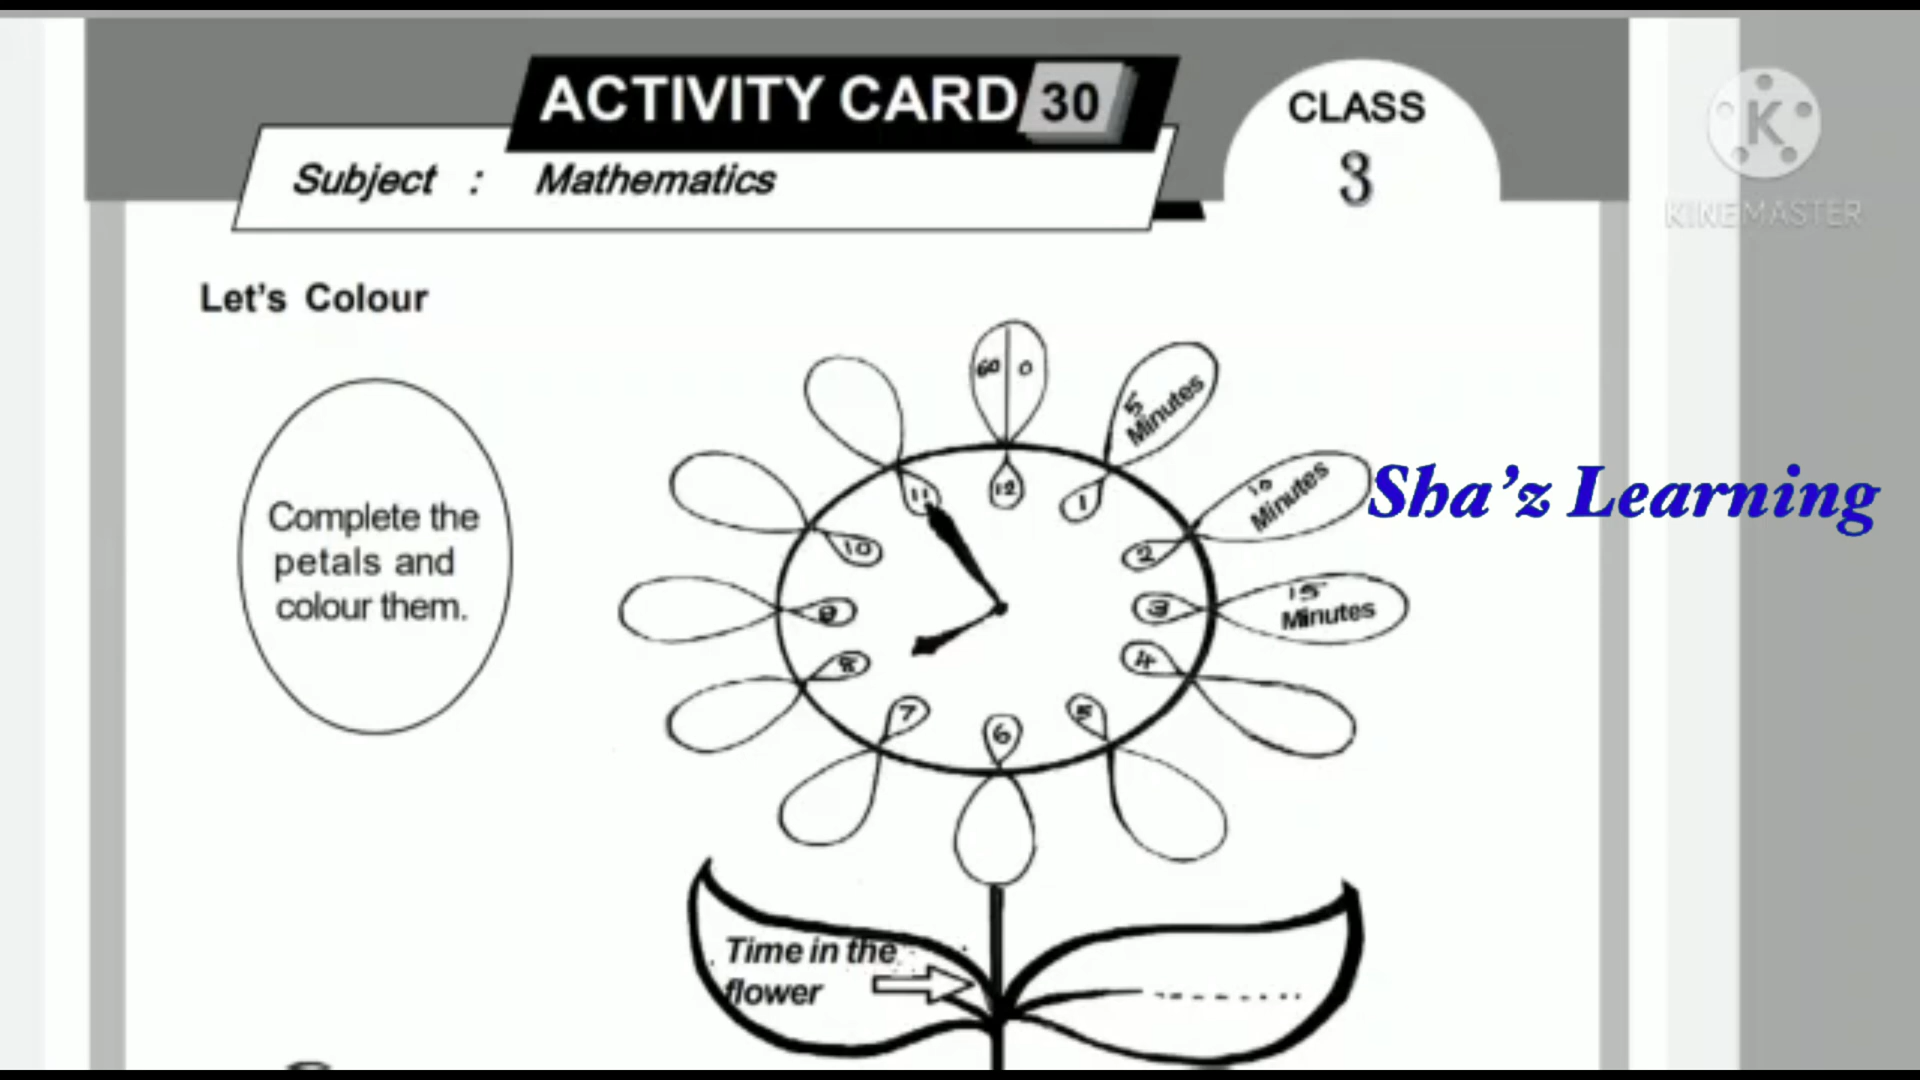 ACTIVITY CARD 30
CLASS
3
Subject : Mathematics
K
KINEMASTER
Let's Colour
Complete the
petals and
colour them.
60 0
5
Minutes
10
Minutes
15
Minutes
12
1
2
3
4
5
6
7
8
9
10
11
Sha'z Learning
Time in the
flower